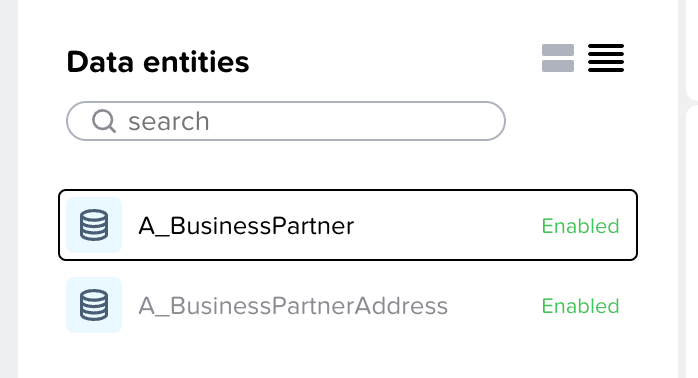 Data entities
search
A_BusinessPartner Enabled
A_BusinessPartnerAddress Enabled